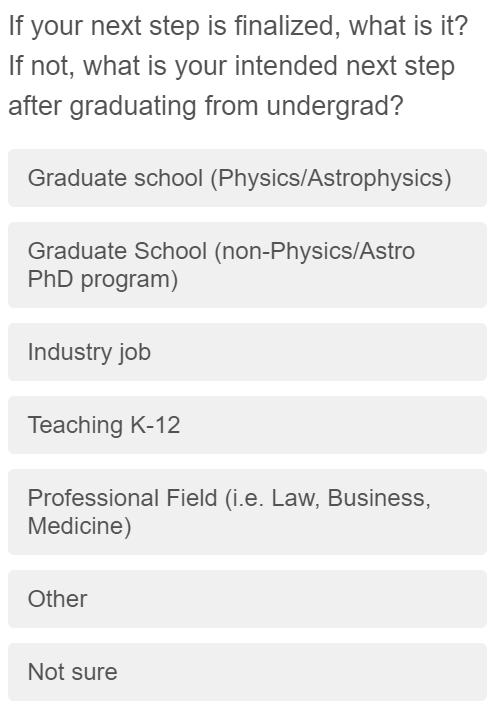 If your next step is finalized, what is it?
If not, what is your intended next step
after graduating from undergrad?
Graduate school (Physics/Astrophysics)
Graduate School (non-Physics/Astro
PhD program)
Industry job
Teaching K-12
Professional Field (i.e. Law, Business,
Medicine)
Other
Not sure